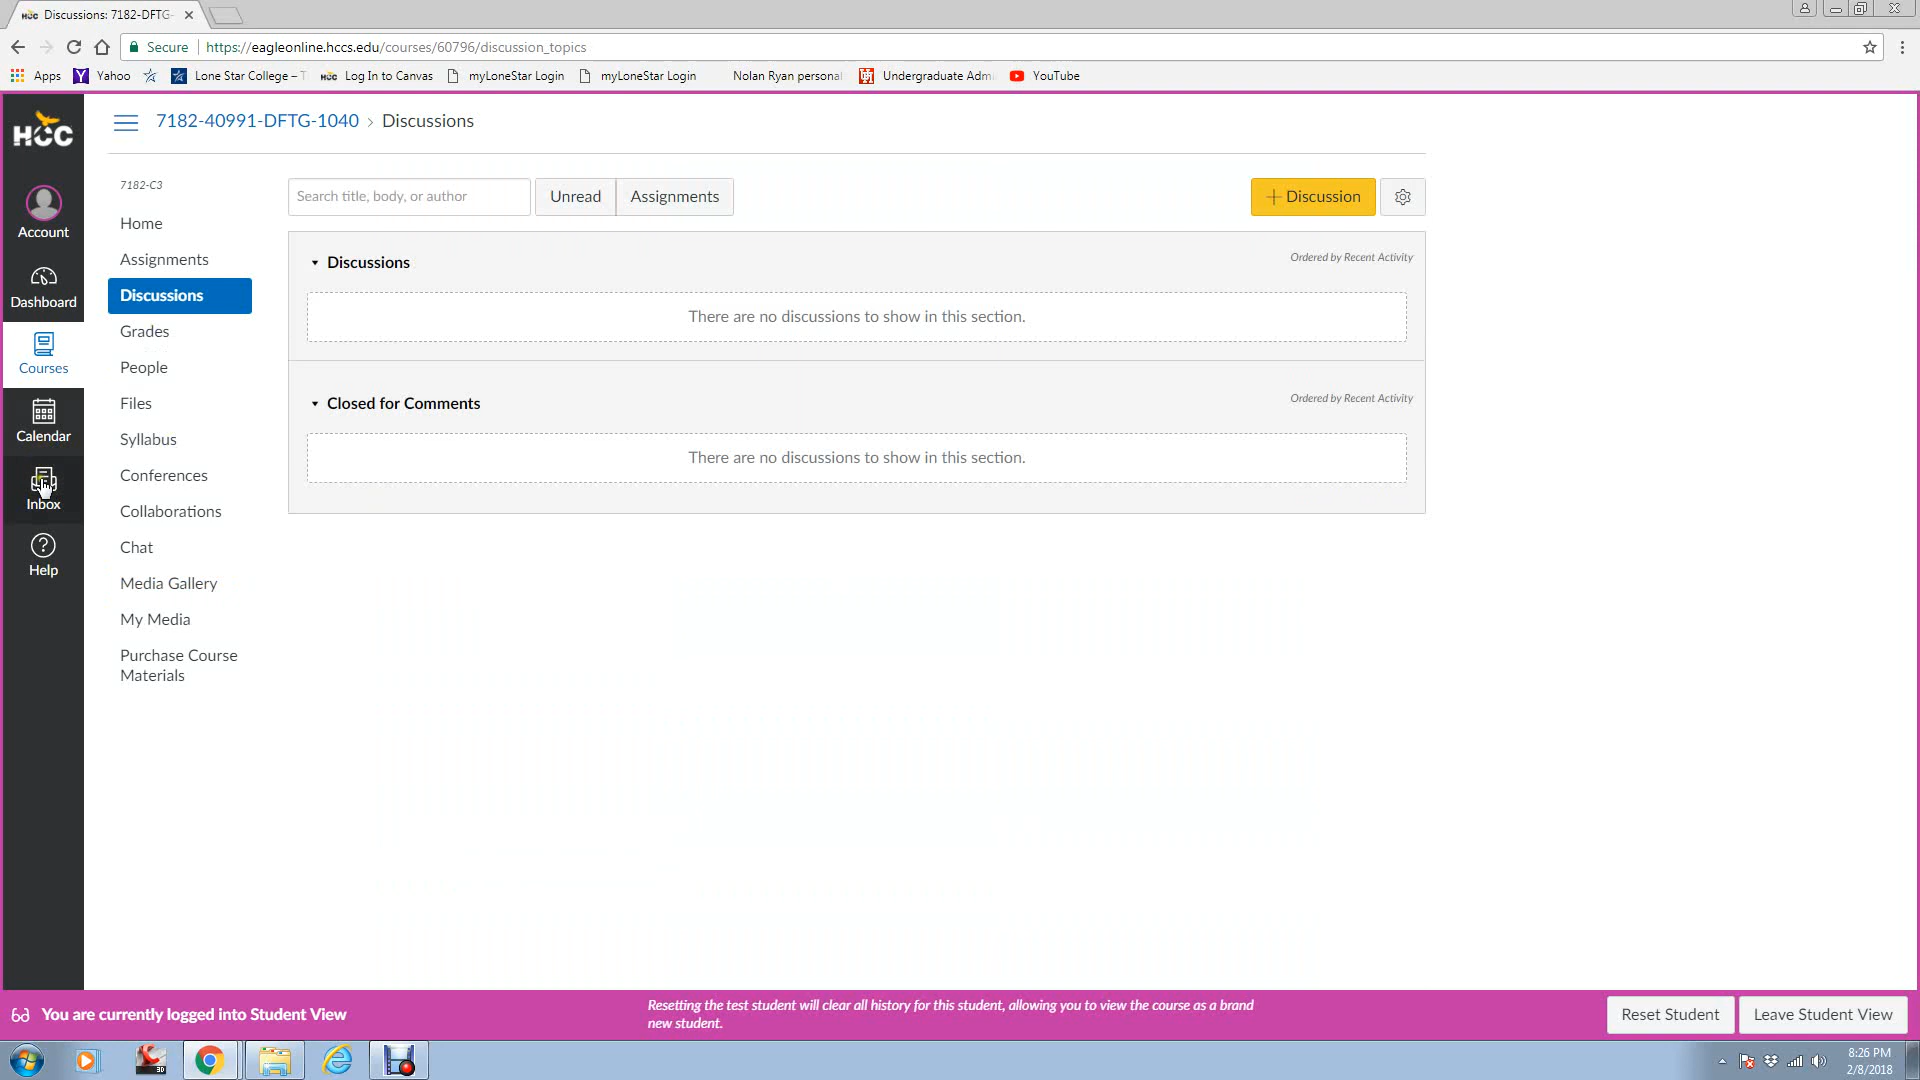 Discussions: 7182-DFTG-
Secure
https://eagleonline.hccs.edu/courses/60796/discussion_topics
Apps
Yahoo
Lone Star College – T
HCC
Log In to Canvas
myLoneStar Login
myLoneStar Login
Nolan Ryan personal
Undergraduate Adm
YouTube
HCC
7182-40991-DFTG-1040 › Discussions
Account
Dashboard
Courses
Calendar
Inbox
Help
7182-C3
Home
Assignments
Discussions
Grades
People
Files
Syllabus
Conferences
Collaborations
Chat
Media Gallery
My Media
Purchase Course
Materials
Search title, body, or author
Unread
Assignments
+ Discussion
Discussions
Ordered by Recent Activity
There are no discussions to show in this section.
Closed for Comments
Ordered by Recent Activity
There are no discussions to show in this section.
You are currently logged into Student View
Resetting the test student will clear all history for this student, allowing you to view the course as a brand
new student.
Reset Student
Leave Student View
8:26 PM
2/8/2018